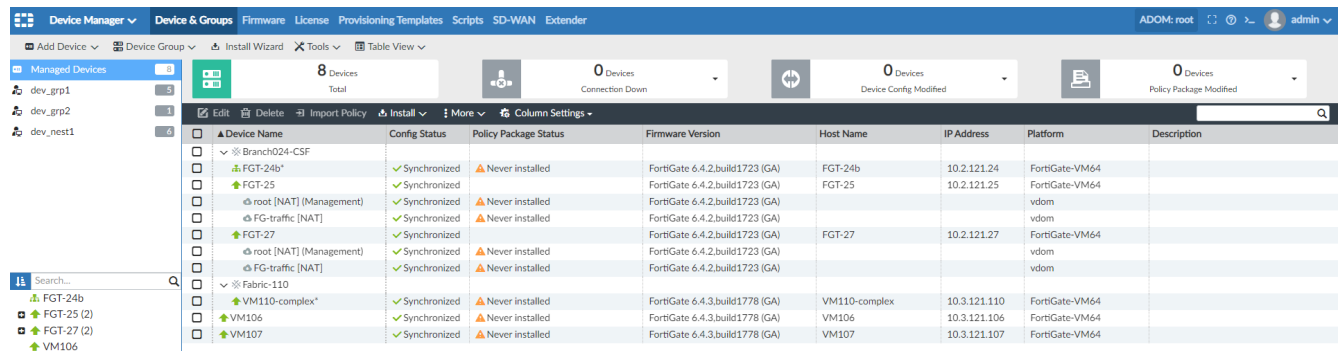 Device Manager Device & Groups Firmware License Provisioning Templates Scripts SD-WAN Extender ADOM: root admin
Add Device Device Group Install Wizard Tools Table View
Managed Devices 8
dev_grp1 5
dev_grp2 1
dev_nest1 6
8 Devices
Total
0 Devices
Connection Down
0 Devices
Device Config Modified
0 Devices
Policy Package Modified
Edit Delete Import Policy Install More Column Settings
Device Name Config Status Policy Package Status Firmware Version Host Name IP Address Platform Description
Branch024-CSF
FGT-24b* Synchronized Never installed FortiGate 6.4.2,build1723 (GA) FGT-24b 10.2.121.24 FortiGate-VM64
FGT-25 Synchronized FortiGate 6.4.2,build1723 (GA) FGT-25 10.2.121.25 FortiGate-VM64
root [NAT] (Management) Synchronized Never installed FortiGate 6.4.2,build1723 (GA) vdom
FG-traffic [NAT] Synchronized Never installed FortiGate 6.4.2,build1723 (GA) vdom
FGT-27 Synchronized FortiGate 6.4.2,build1723 (GA) FGT-27 10.2.121.27 FortiGate-VM64
root [NAT] (Management) Synchronized Never installed FortiGate 6.4.2,build1723 (GA) vdom
FG-traffic [NAT] Synchronized Never installed FortiGate 6.4.2,build1723 (GA) vdom
Fabric-110
VM110-complex* Synchronized Never installed FortiGate 6.4.3,build1778 (GA) VM110-complex 10.3.121.110 FortiGate-VM64
VM106 Synchronized Never installed FortiGate 6.4.3,build1778 (GA) VM106 10.3.121.106 FortiGate-VM64
VM107 Synchronized Never installed FortiGate 6.4.3,build1778 (GA) VM107 10.3.121.107 FortiGate-VM64
Search...
FGT-24b
FGT-25 (2)
FGT-27 (2)
VM106